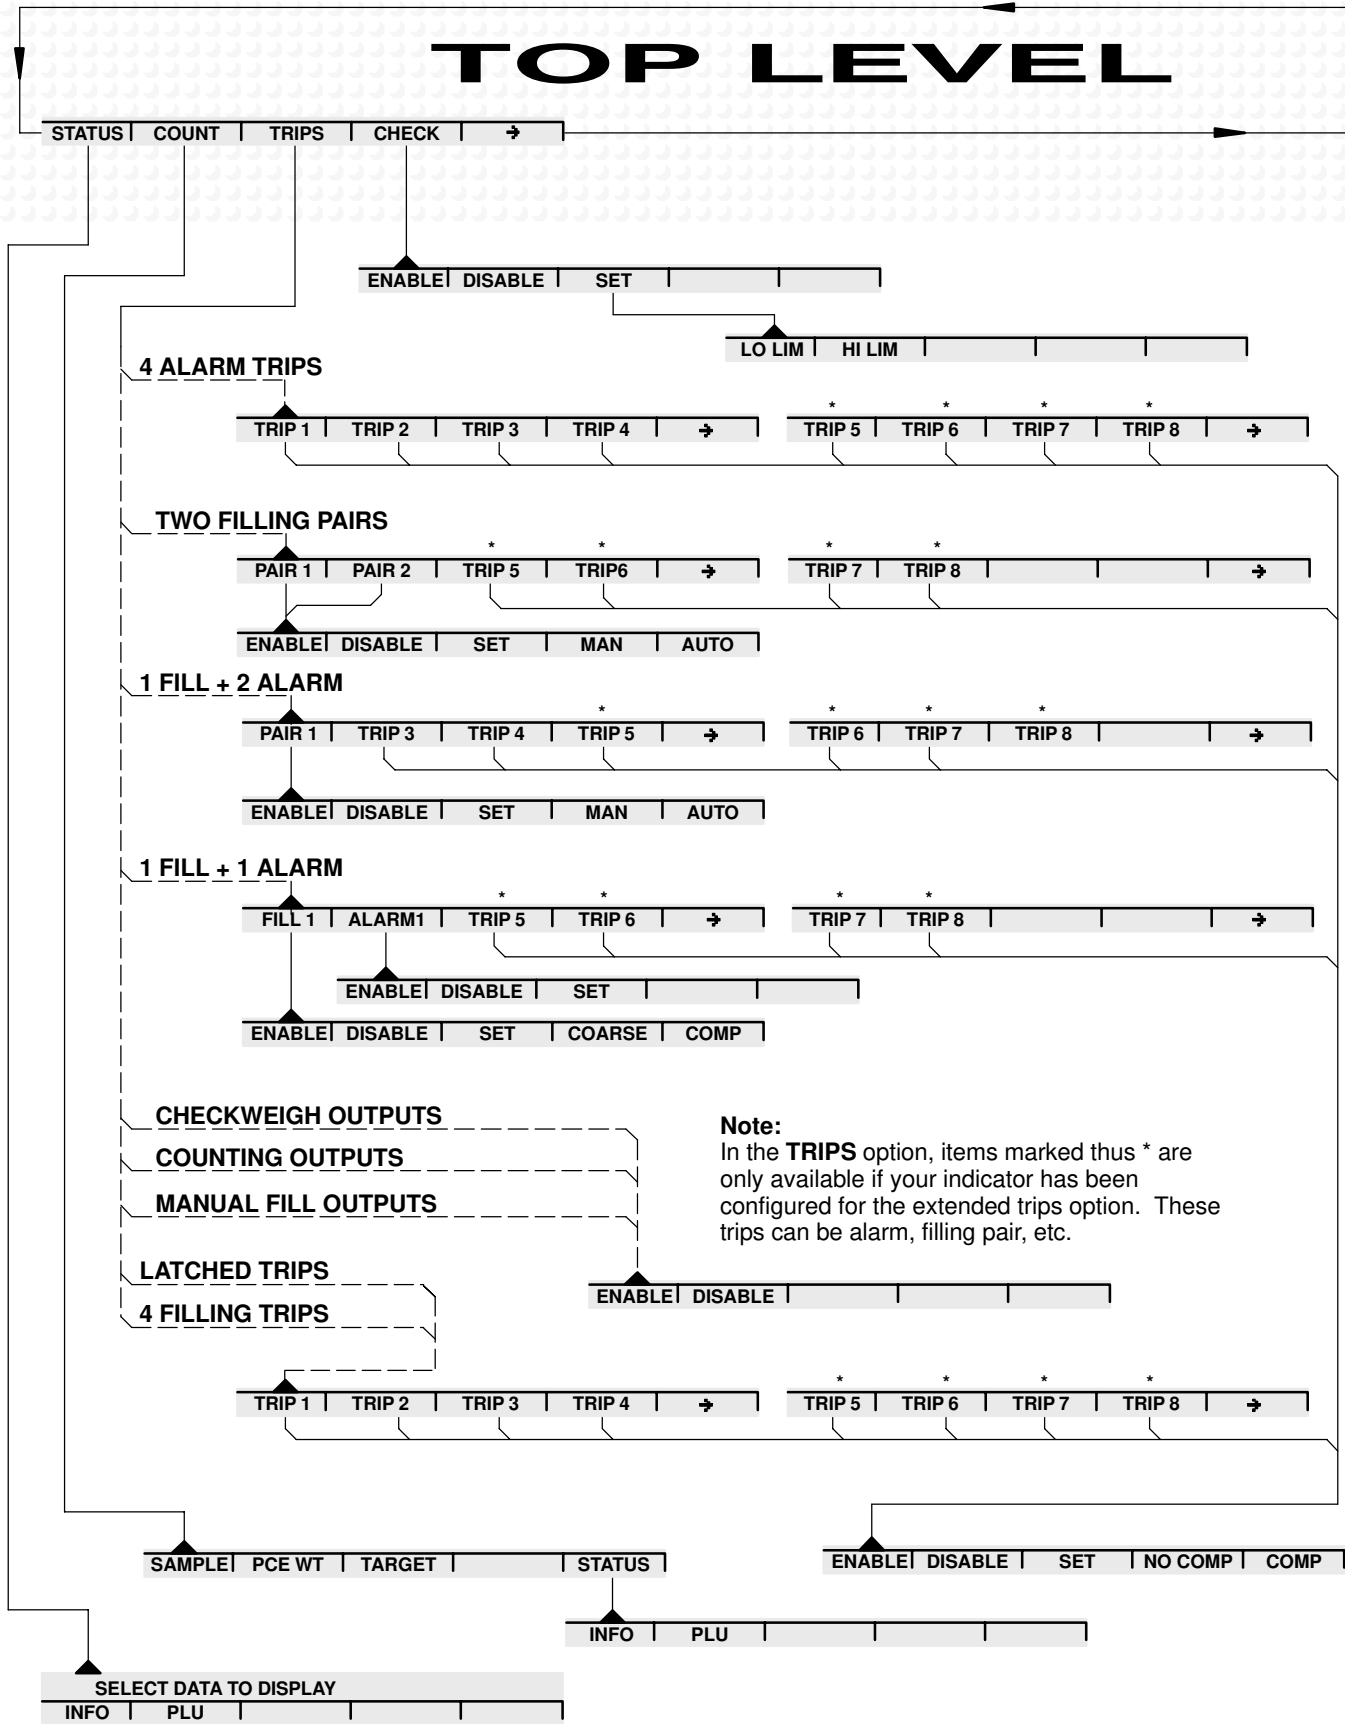 TOP LEVEL
STATUS COUNT TRIPS CHECK →
ENABLE DISABLE SET
LO LIM HI LIM
4 ALARM TRIPS
* * * *
TRIP 1 TRIP 2 TRIP 3 TRIP 4 → TRIP 5 TRIP 6 TRIP 7 TRIP 8 →
TWO FILLING PAIRS
* * * *
PAIR 1 PAIR 2 TRIP 5 TRIP6 → TRIP 7 TRIP 8 →
ENABLE DISABLE SET MAN AUTO
1 FILL + 2 ALARM
* * * *
PAIR 1 TRIP 3 TRIP 4 TRIP 5 → TRIP 6 TRIP 7 TRIP 8 →
ENABLE DISABLE SET MAN AUTO
1 FILL + 1 ALARM
* * * *
FILL 1 ALARM1 TRIP 5 TRIP 6 → TRIP 7 TRIP 8 →
ENABLE DISABLE SET
ENABLE DISABLE SET COARSE COMP
CHECKWEIGH OUTPUTS
COUNTING OUTPUTS
MANUAL FILL OUTPUTS
Note:
In the TRIPS option, items marked thus * are
only available if your indicator has been
configured for the extended trips option. These
trips can be alarm, filling pair, etc.
LATCHED TRIPS
ENABLE DISABLE
4 FILLING TRIPS
* * * *
TRIP 1 TRIP 2 TRIP 3 TRIP 4 → TRIP 5 TRIP 6 TRIP 7 TRIP 8 →
SAMPLE PCE WT TARGET STATUS
ENABLE DISABLE SET NO COMP COMP
INFO PLU
SELECT DATA TO DISPLAY
INFO PLU